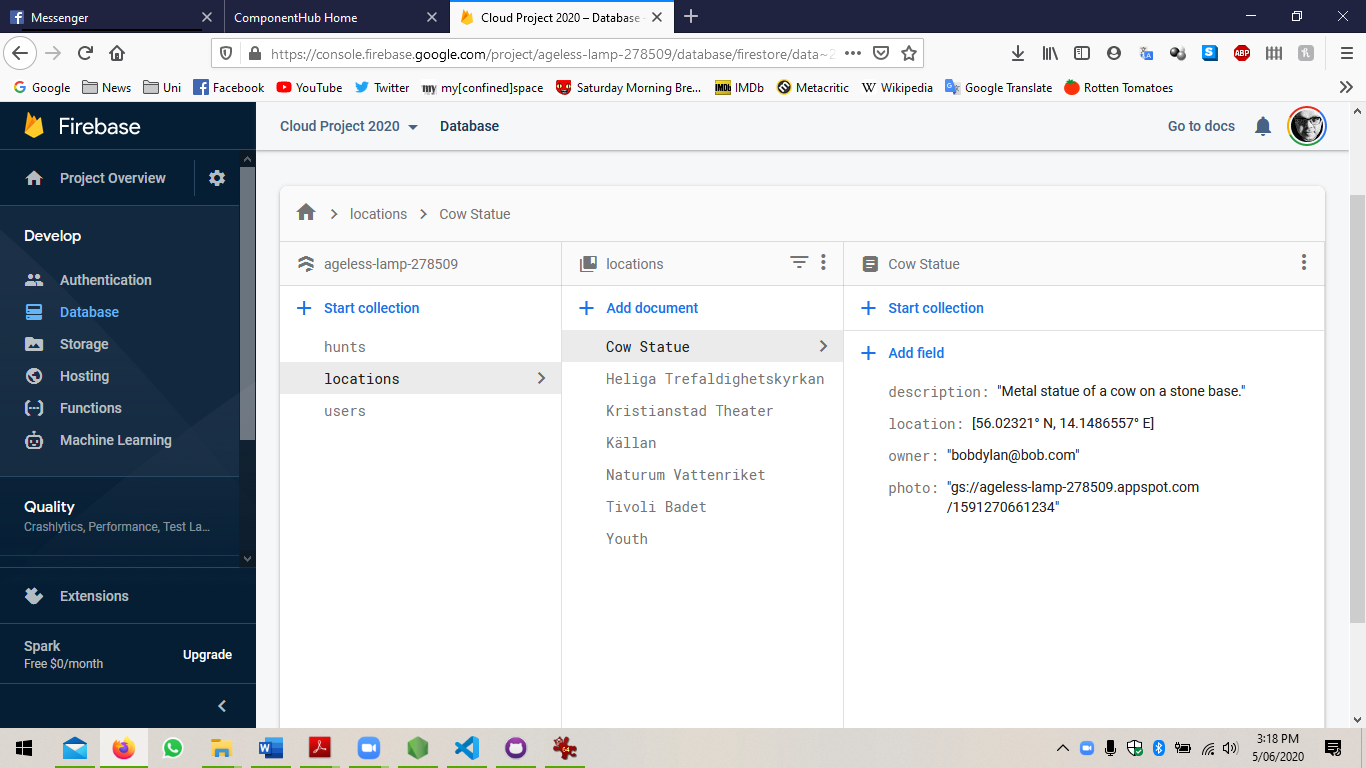 Messenger
ComponentHub Home
Cloud Project 2020 – Database -
https://console.firebase.google.com/project/ageless-lamp-278509/database/firestore/data~2
Google News Uni Facebook YouTube Twitter my my[confined]space Saturday Morning Bre... IMDb IMDb Metacritic W Wikipedia Google Translate Rotten Tomatoes
Firebase
Cloud Project 2020 Database Go to docs
Project Overview
Develop
Authentication
Database
Storage
Hosting
Functions
Machine Learning
Quality
Crashlytics, Performance, Test La...
Extensions
Spark
Free $0/month
Upgrade
locations Cow Statue
ageless-lamp-278509
Start collection
hunts
locations
users
locations
Add document
Cow Statue
Heliga Trefaldighetskyrkan
Kristianstad Theater
Källan
Naturum Vattenriket
Tivoli Badet
Youth
Cow Statue
Start collection
Add field
description: "Metal statue of a cow on a stone base."
location: [56.02321° N, 14.1486557° E]
owner: "bobdylan@bob.com"
photo: "gs://ageless-lamp-278509.appspot.com
/1591270661234"
3:18 PM
5/06/2020